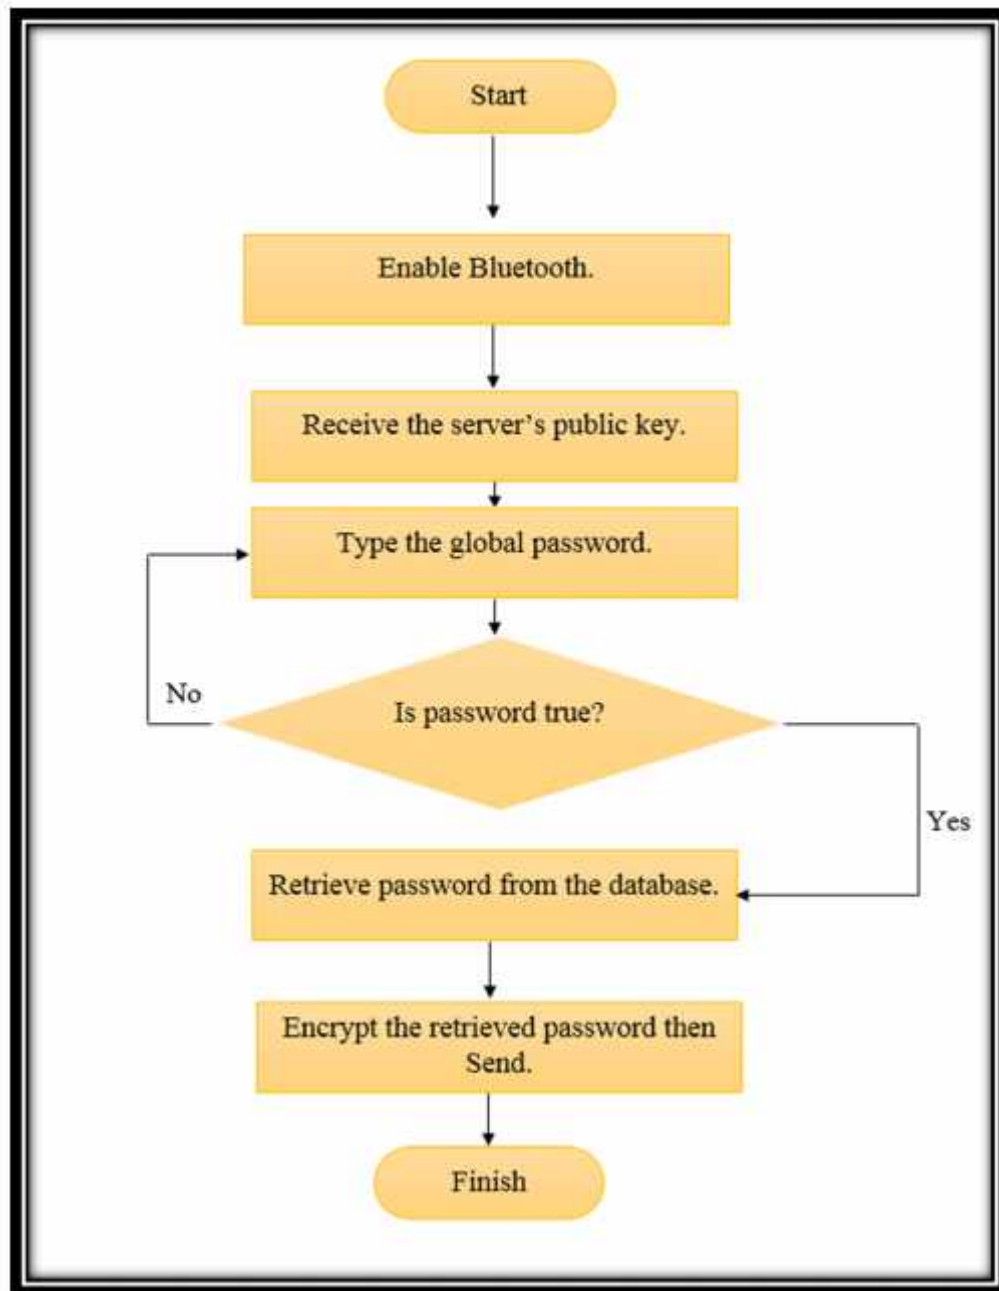 Start
Enable Bluetooth.
Receive the server’s public key.
Type the global password.
No
Is password true?
Yes
Retrieve password from the database.
Encrypt the retrieved password then
Send.
Finish